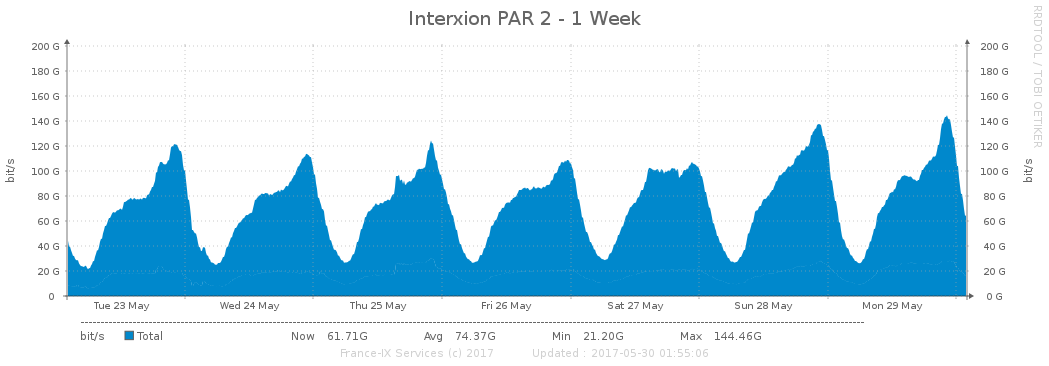 Interxion PAR 2 - 1 Week
RRDTOOL / TOBI OETIKER
200 G 200 G
180 G 180 G
160 G 160 G
140 G 140 G
120 G 120 G
100 G 100 G
80 G 80 G
60 G 60 G
40 G 40 G
20 G 20 G
0 0 G
bit/s bit/s
Tue 23 May Wed 24 May Thu 25 May Fri 26 May Sat 27 May Sun 28 May Mon 29 May
bit/s Total Now 61.71G Avg 74.37G Min 21.20G Max 144.46G
France-IX Services (c) 2017 Updated : 2017-05-30 01:55:06